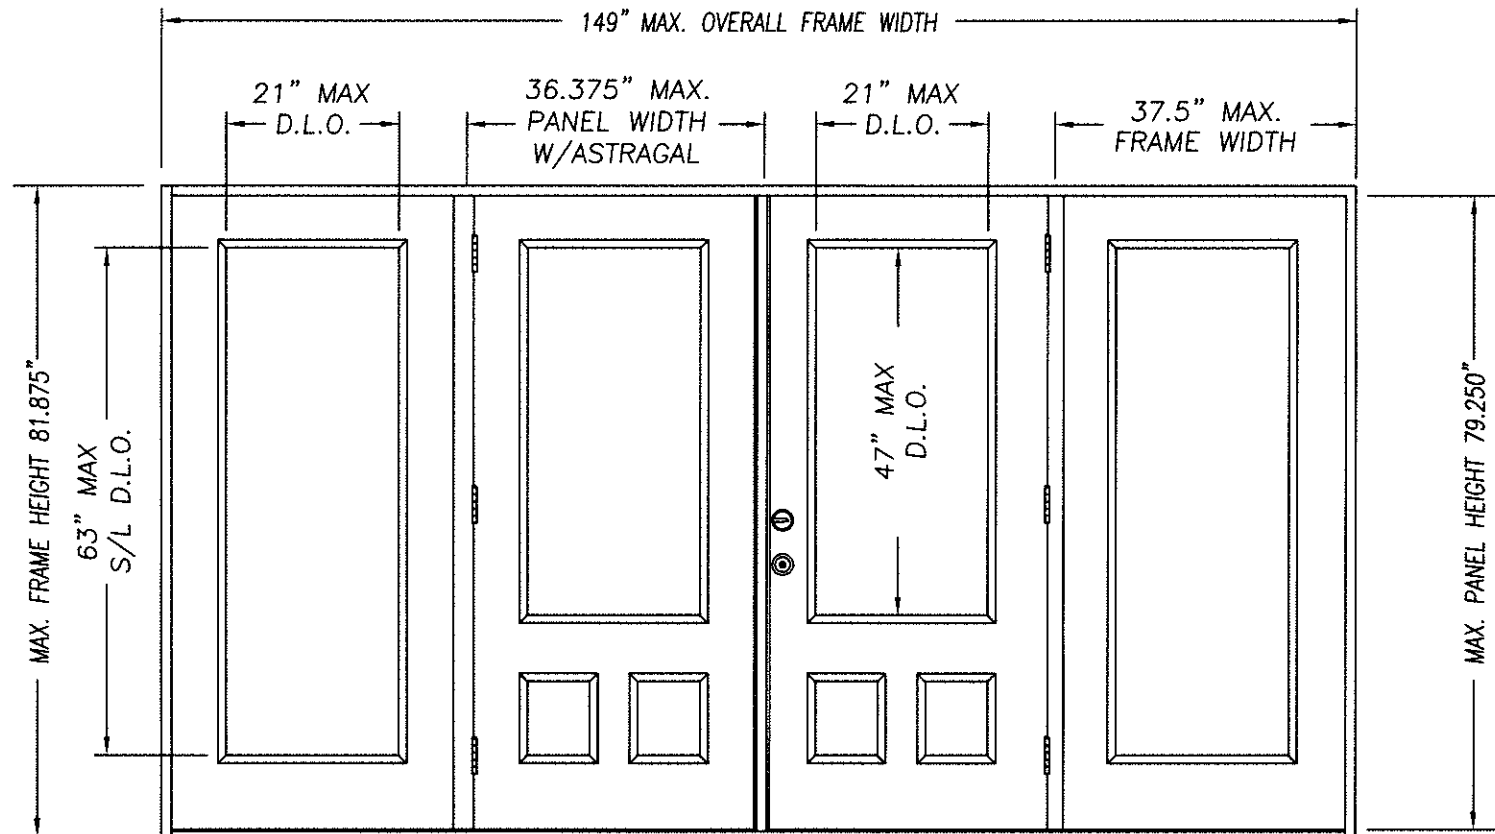 149" MAX. OVERALL FRAME WIDTH
21" MAX
D.L.O.
36.375" MAX.
PANEL WIDTH
W/ASTRAGAL
21" MAX
D.L.O.
37.5" MAX.
FRAME WIDTH
MAX. FRAME HEIGHT 81.875"
63" MAX
S/L D.L.O.
47" MAX
D.L.O.
MAX. PANEL HEIGHT 79.250"